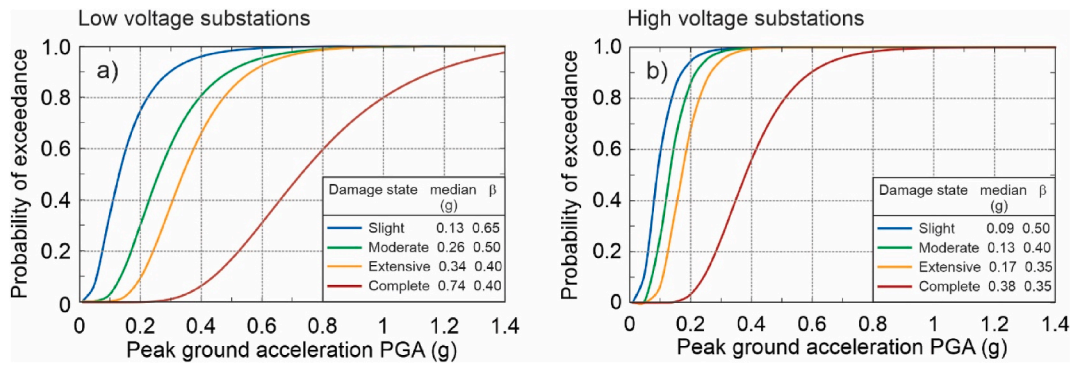 Low voltage substations
a)
Probability of exceedance
1.0
0.8
0.6
0.4
0.2
0
Damage state median β
(g)
Slight 0.13 0.65
Moderate 0.26 0.50
Extensive 0.34 0.40
Complete 0.74 0.40
0 0.2 0.4 0.6 0.8 1 1.2 1.4
Peak ground acceleration PGA (g)
High voltage substations
b)
Probability of exceedance
1.0
0.8
0.6
0.4
0.2
0
Damage state median β
(g)
Slight 0.09 0.50
Moderate 0.13 0.40
Extensive 0.17 0.35
Complete 0.38 0.35
0 0.2 0.4 0.6 0.8 1 1.2 1.4
Peak ground acceleration PGA (g)